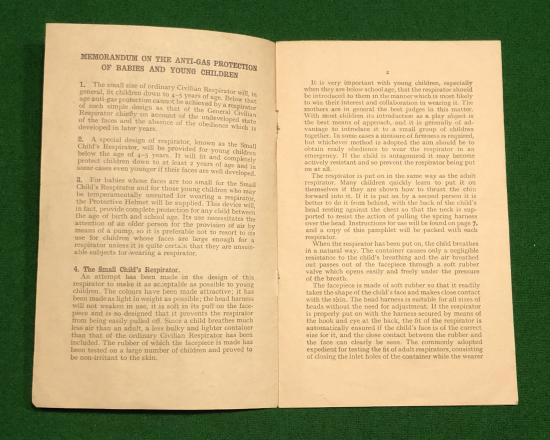 MEMORANDUM ON THE ANTI-GAS PROTECTION
OF BABIES AND YOUNG CHILDREN
1. The small size of ordinary Civilian Respirator will, in
general, fit children down to 4-5 years of age. Below that
age anti-gas protection cannot be achieved by a respirator
of such simple design as that of the General Civilian
Respirator chiefly on account of the undeveloped state
of the faces and the absence of the obedience which is
developed in later years.
2. A special design of respirator, known as the Small
Child's Respirator, will be provided for young children
below the age of 4-5 years. It will fit and completely
protect children down to at least 2 years of age and in
some cases even younger if their faces are well developed.
3. For babies whose faces are too small for the Small
Child's Respirator and for those young children who may
be temperamentally unsuited for wearing a respirator,
the Protective Helmet will be supplied. This device will,
in fact, provide complete protection for any child between
the age of birth and school age. Its use necessitates the
attention of an older person for the provision of air by
means of a pump, so it is preferable not to resort to its
use for children whose faces are large enough for a
respirator unless it is quite certain that they are unsuit-
able subjects for wearing a respirator.
4. The Small Child's Respirator.
An attempt has been made in the design of this
respirator to make it as acceptable as possible to young
children. The colours have been made attractive; it has
been made as light in weight as possible; the head harness
will not weaken in use, it is soft in its pull on the face-
piece and is so designed that it prevents the respirator
from being easily pulled off. Since a child breathes much
less air than an adult, a less bulky and lighter container
than that of the ordinary Civilian Respirator has been
included. The rubber of which the facepiece is made has
been tested on a large number of children and proved to
be non-irritant to the skin.
2
It is very important with young children, especially
when they are below school age, that the respirator should
be introduced to them in the manner which is most likely
to win their interest and collaboration in wearing it. The
mothers are in general the best judges in this matter.
With most children its introduction as a play object is
the best means of approach, and it is generally of ad-
vantage to introduce it to a small group of children
together. In some cases a measure of firmness is required,
but whichever method is adopted the aim should be to
obtain ready obedience to wear the respirator in an
emergency. If the child is antagonised it may become
actively resistant and so prevent the respirator being put
on at all.
The respirator is put on in the same way as the adult
respirator. Many children quickly learn to put it on
themselves if they are shown how to thrust the chin
forward into it. If it is put on by a second person it is
better to do it from behind, with the back of the child's
head resting against the chest so that the neck is sup-
ported to resist the action of pulling the spring harness
over the head. Instructions for use will be found on page 7,
and a copy of this pamphlet will be packed with each
respirator.
When the respirator has been put on, the child breathes
in a natural way. The container causes only a negligible
resistance to the child's breathing and the air breathed
out passes out of the facepiece through a soft rubber
valve which opens easily and freely under the pressure
of the breath.
The facepiece is made of soft rubber so that it readily
takes the shape of the child's face and makes close contact
with the skin. The head harness is suitable for all sizes of
heads without the need for adjustment. If the respirator
is properly put on with the harness secured by means of
the hook and eye at the back, the fit of the respirator is
automatically ensured if the child's face is of the correct
size for it, and the close contact between the rubber and
the face can clearly be seen. The commonly adopted
expedient for testing the fit of adult respirators, consisting
of closing the inlet holes of the container while the wearer